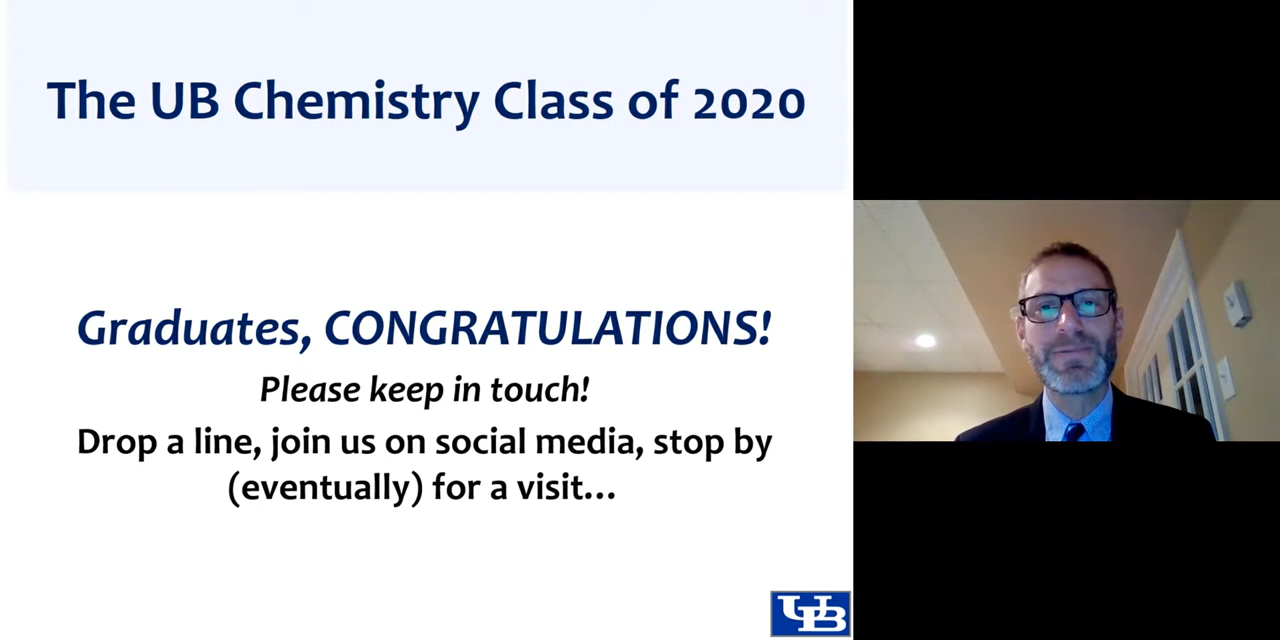 The UB Chemistry Class of 2020
Graduates, CONGRATULATIONS!
Please keep in touch!
Drop a line, join us on social media, stop by
(eventually) for a visit...
UB